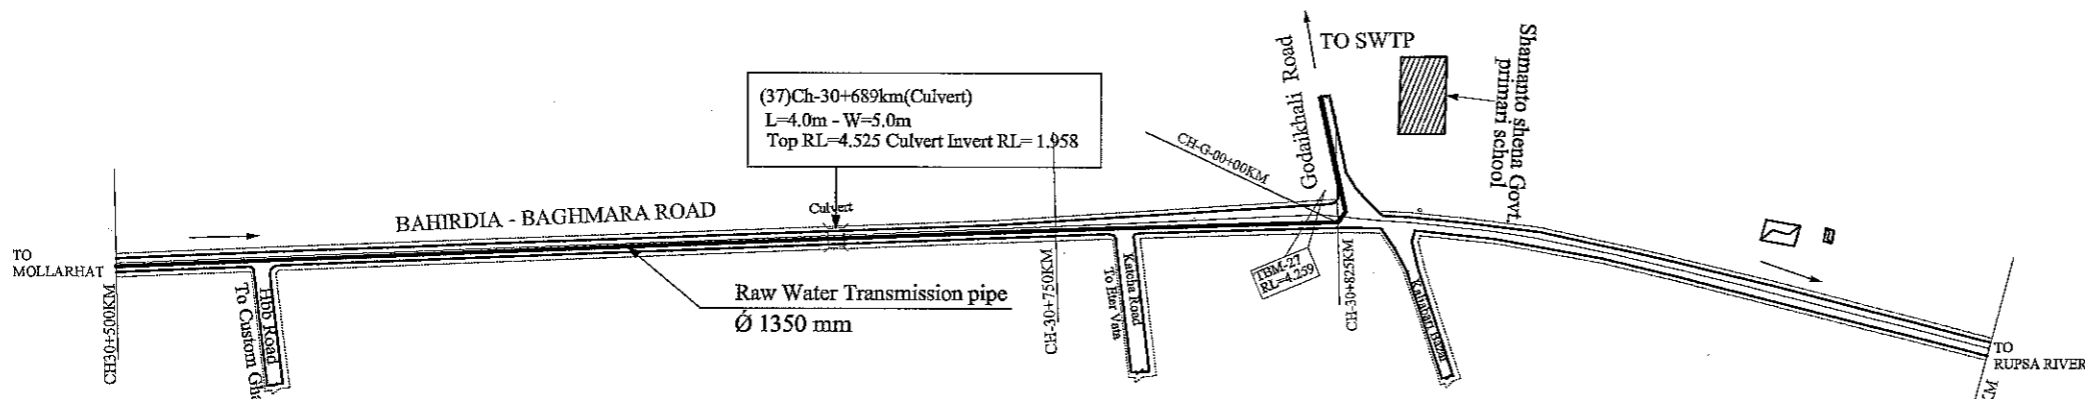 TO SWTP
Godaikhali Road
Shamanto shena Govt.
primari school
(37)Ch-30+689km(Culvert)
L=4.0m - W=5.0m
Top RL=4.525 Culvert Invert RL= 1.958
CH-G-00+00KM
BAHIRDIA - BAGHMARA ROAD
Culvert
TO
MOLLARHAT
CH30+500KM
Hbb Road
To Custom
Raw Water Transmission pipe
Ø 1350 mm
CH-30+750KM
Katcha Road
To Eter Vata
TBM-27
RL=4.259
CH-30+825KM
Bazar
TO
RUPSA RIVER